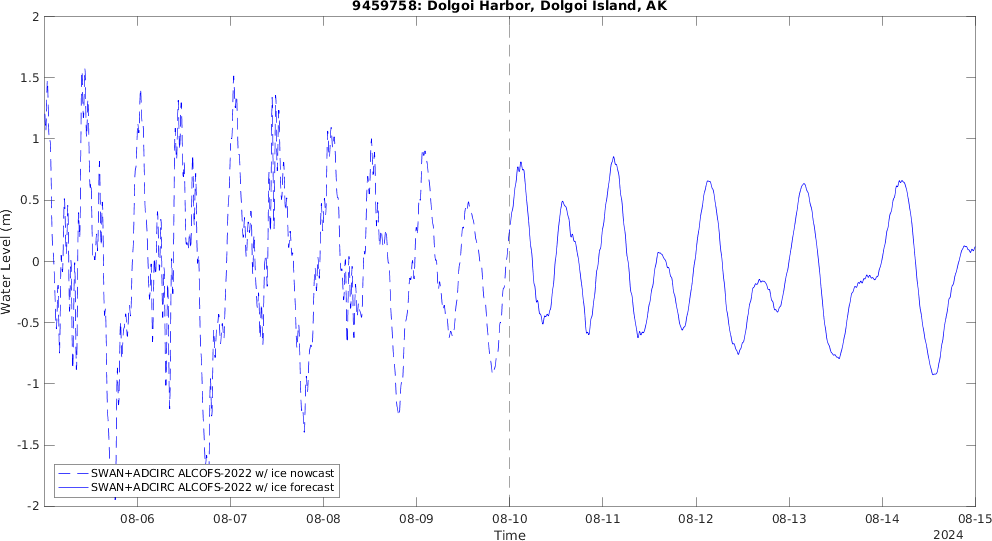 9459758: Dolgoi Harbor, Dolgoi Island, AK
2
1.5
1
0.5
0
-0.5
-1
-1.5
-2
Water Level (m)
SWAN+ADCIRC ALCOFS-2022 w/ ice nowcast
SWAN+ADCIRC ALCOFS-2022 w/ ice forecast
08-06 08-07 08-08 08-09 08-10 08-11 08-12 08-13 08-14 08-15
Time
2024